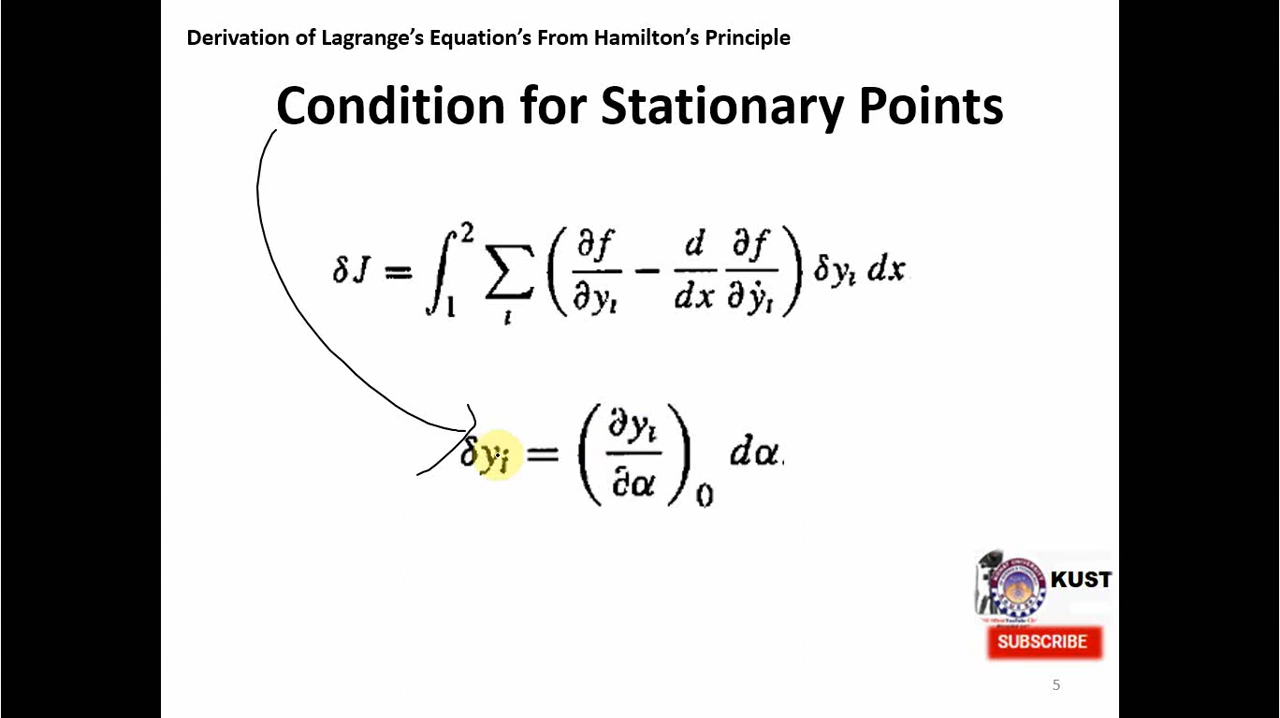 Derivation of Lagrange's Equation's From Hamilton's Principle
Condition for Stationary Points
δJ = ∫₁² ∑ᵢ (∂f/∂yᵢ − d/dx ∂f/∂ẏᵢ) δyᵢ dx
δyᵢ = (∂yᵢ/∂α)₀ dα.
KUST
SUBSCRIBE
5